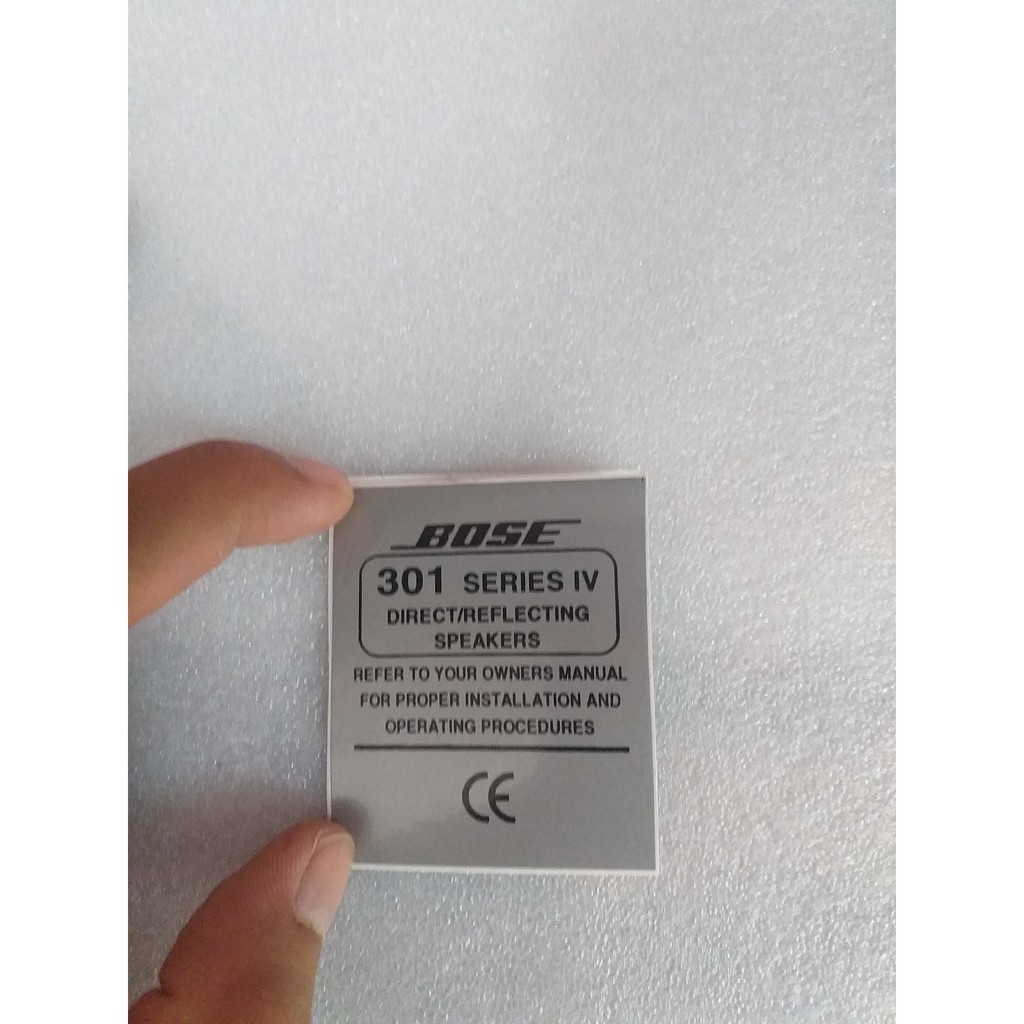 BOSE
301 SERIES IV
DIRECT/REFLECTING
SPEAKERS
REFER TO YOUR OWNERS MANUAL
FOR PROPER INSTALLATION AND
OPERATING PROCEDURES
CE